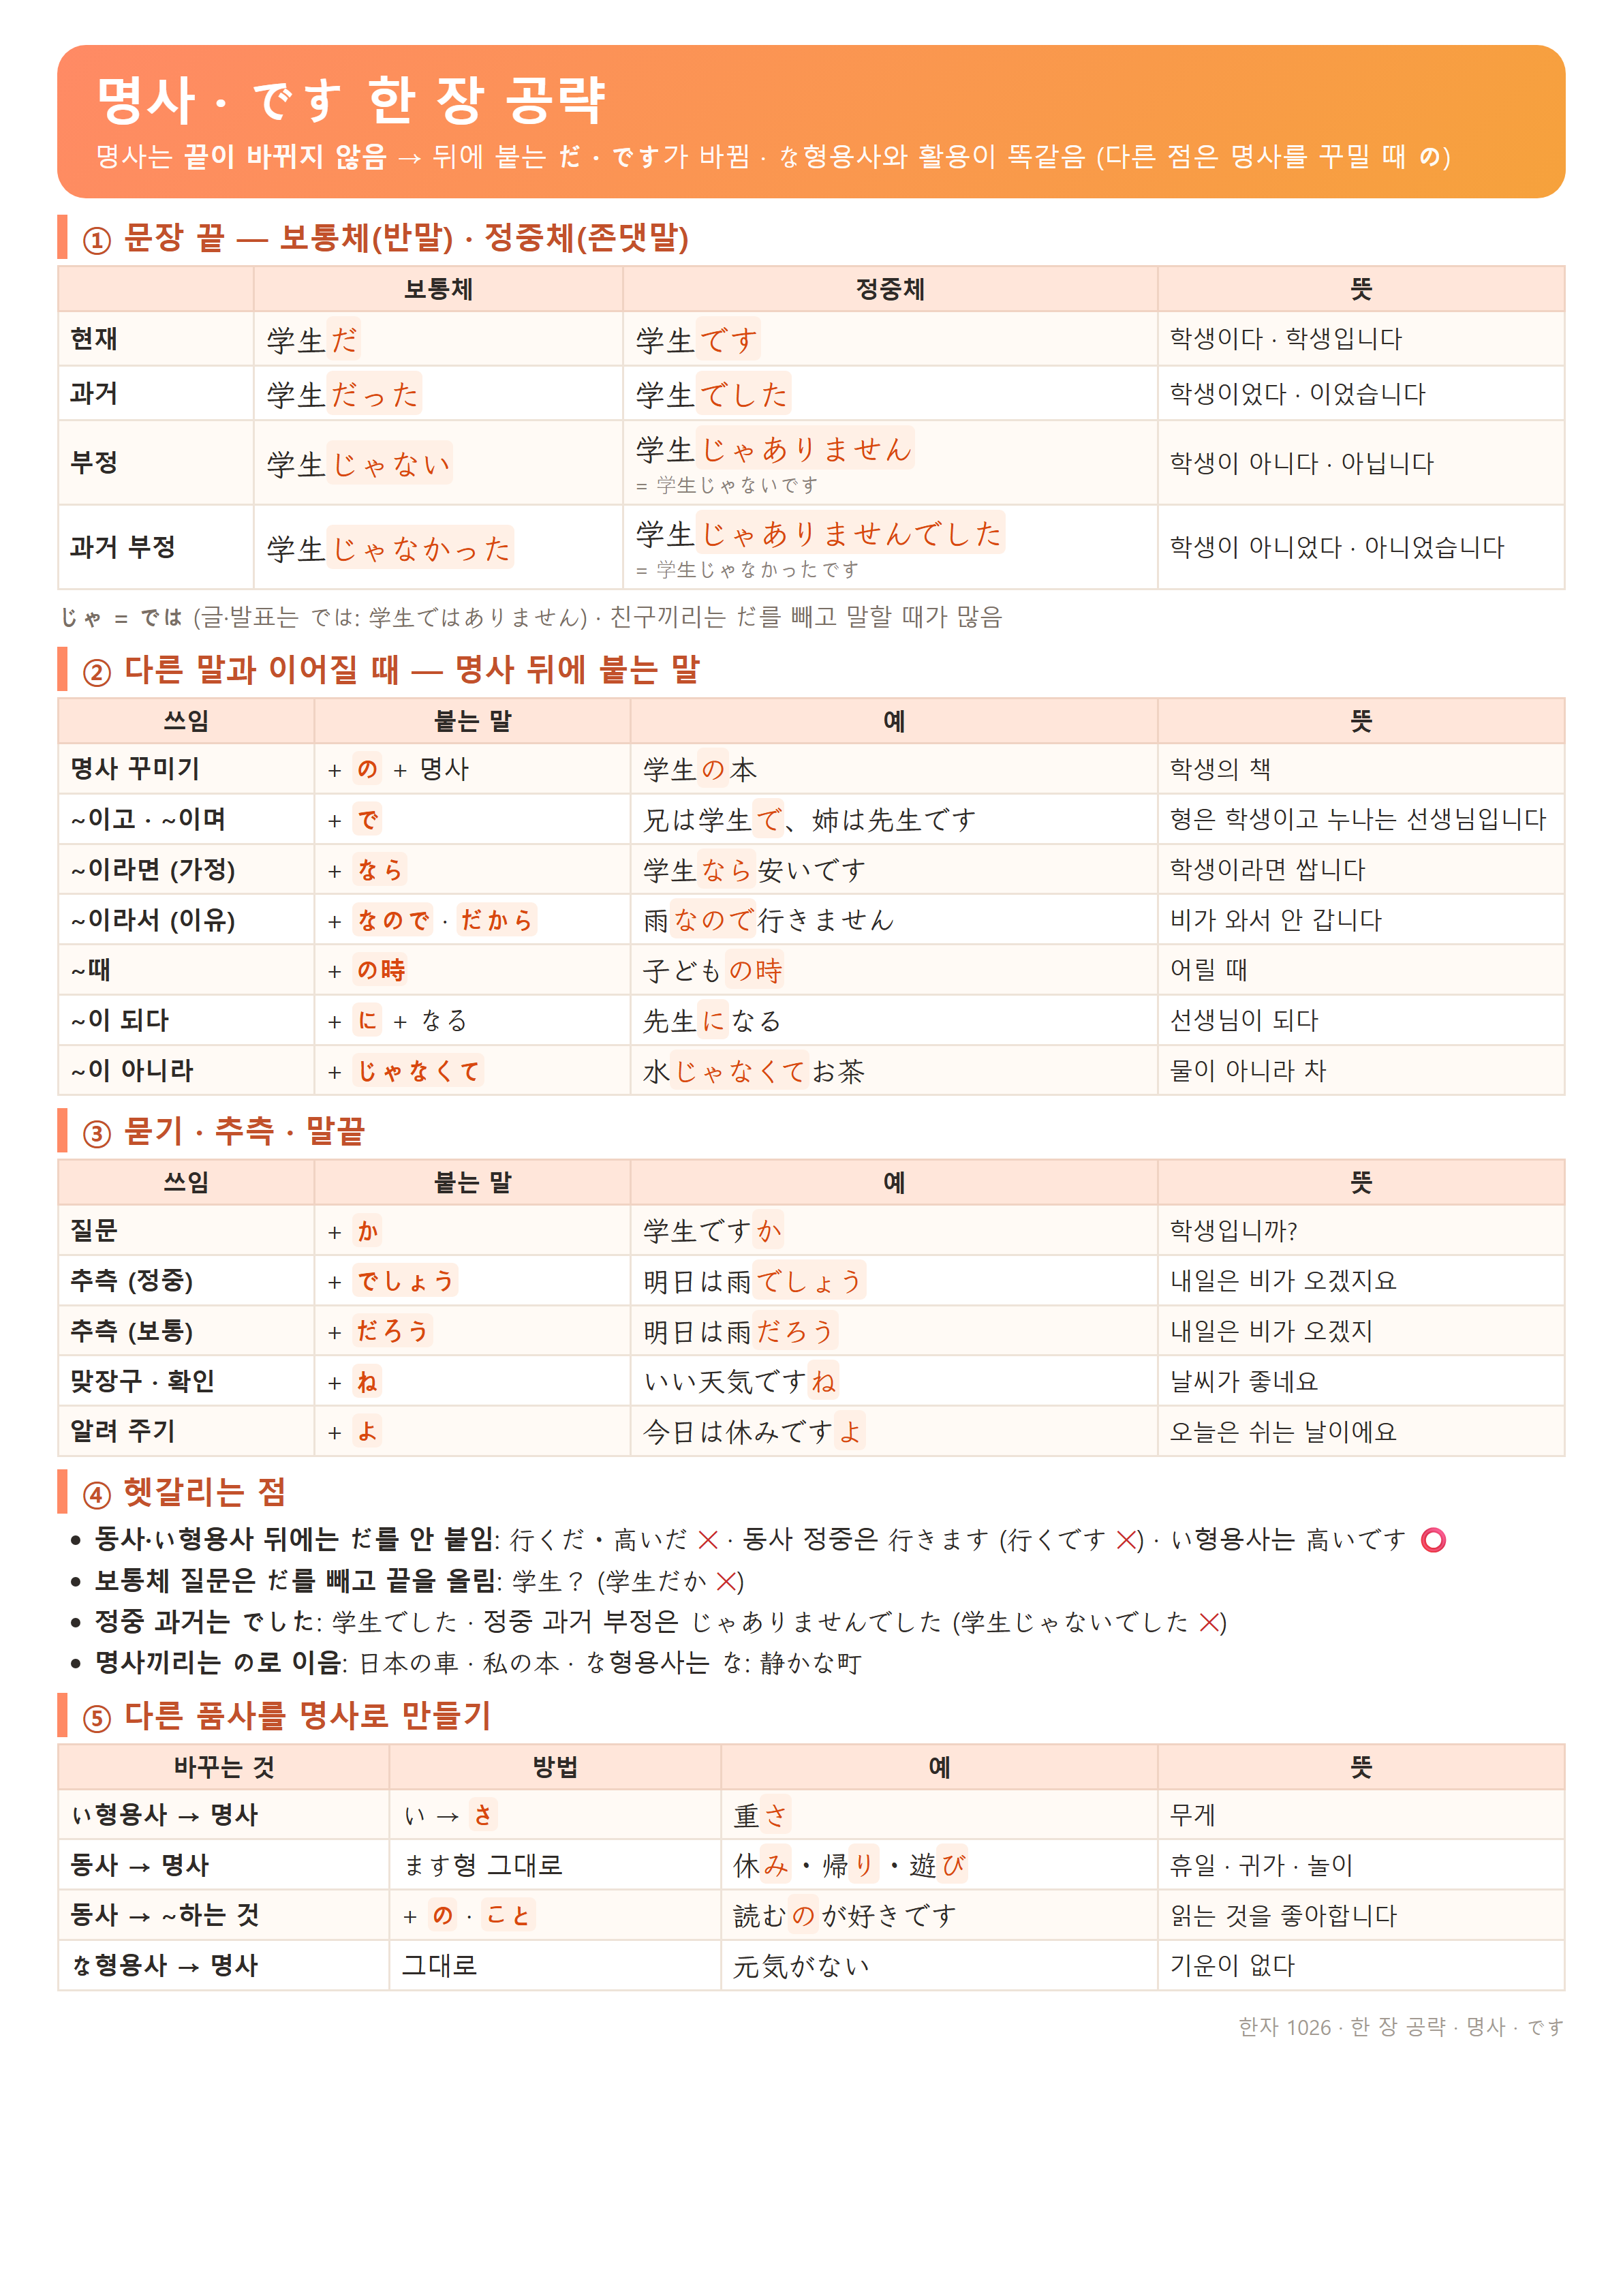 명사 · です 한 장 공략
명사는 끝이 바뀌지 않음 → 뒤에 붙는 だ · です가 바뀜 · な형용사와 활용이 똑같음 (다른 점은 명사를 꾸밀 때 の)
① 문장 끝 — 보통체(반말) · 정중체(존댓말)
보통체 정중체 뜻
현재 学生だ 学生です 학생이다 · 학생입니다
과거 学生だった 学生でした 학생이었다 · 이었습니다
부정 学生じゃない 学生じゃありません 학생이 아니다 · 아닙니다
= 学生じゃないです
과거 부정 学生じゃなかった 学生じゃありませんでした 학생이 아니었다 · 아니었습니다
= 学生じゃなかったです
じゃ = では (글·발표는 では: 学生ではありません) · 친구끼리는 だ를 빼고 말할 때가 많음
② 다른 말과 이어질 때 — 명사 뒤에 붙는 말
쓰임 붙는 말 예 뜻
명사 꾸미기 + の + 명사 学生の本 학생의 책
~이고 · ~이며 + で 兄は学生で、姉は先生です 형은 학생이고 누나는 선생님입니다
~이라면 (가정) + なら 学生なら安いです 학생이라면 쌉니다
~이라서 (이유) + なので · だから 雨なので行きません 비가 와서 안 갑니다
~때 + の時 子どもの時 어릴 때
~이 되다 + に + なる 先生になる 선생님이 되다
~이 아니라 + じゃなくて 水じゃなくてお茶 물이 아니라 차
③ 묻기 · 추측 · 말끝
쓰임 붙는 말 예 뜻
질문 + か 学生ですか 학생입니까?
추측 (정중) + でしょう 明日は雨でしょう 내일은 비가 오겠지요
추측 (보통) + だろう 明日は雨だろう 내일은 비가 오겠지
맞장구 · 확인 + ね いい天気ですね 날씨가 좋네요
알려 주기 + よ 今日は休みですよ 오늘은 쉬는 날이에요
④ 헷갈리는 점
• 동사·い형용사 뒤에는 だ를 안 붙임: 行くだ・高いだ ❌ · 동사 정중은 行きます (行くです ❌) · い형용사는 高いです ⭕
• 보통체 질문은 だ를 빼고 끝을 올림: 学生？ (学生だか ❌)
• 정중 과거는 でした: 学生でした · 정중 과거 부정은 じゃありませんでした (学生じゃないでした ❌)
• 명사끼리는 の로 이음: 日本の車 · 私の本 · な형용사는 な: 静かな町
⑤ 다른 품사를 명사로 만들기
바꾸는 것 방법 예 뜻
い형용사 → 명사 い → さ 重さ 무게
동사 → 명사 ます형 그대로 休み・帰り・遊び 휴일 · 귀가 · 놀이
동사 → ~하는 것 + の · こと 読むのが好きです 읽는 것을 좋아합니다
な형용사 → 명사 그대로 元気がない 기운이 없다
한자 1026 · 한 장 공략 · 명사 · です